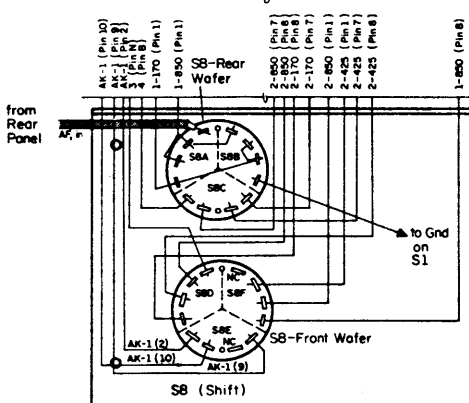 AK-1 (Pin 10)
AK-1 (Pin 9)
AK-1 (Pin 2)
3 (Pin N)
4 (Pin B)
1-170 (Pin 1)
1-850 (Pin 1)
2-850 (Pin 7)
2-850 (Pin 8)
2-170 (Pin 8)
2-170 (Pin 7)
2-850 (Pin 1)
2-425 (Pin 1)
2-425 (Pin 7)
2-425 (Pin 8)
1-850 (Pin 8)
S8-Rear
Wafer
from
Rear
Panel
AF, in
S8A
S8B
S8C
to Gnd
on
S1
NC
S8D
S8F
S8E
NC
S8-Front Wafer
AK-1 (2)
AK-1 (10)
AK-1 (9)
S8 (Shift)